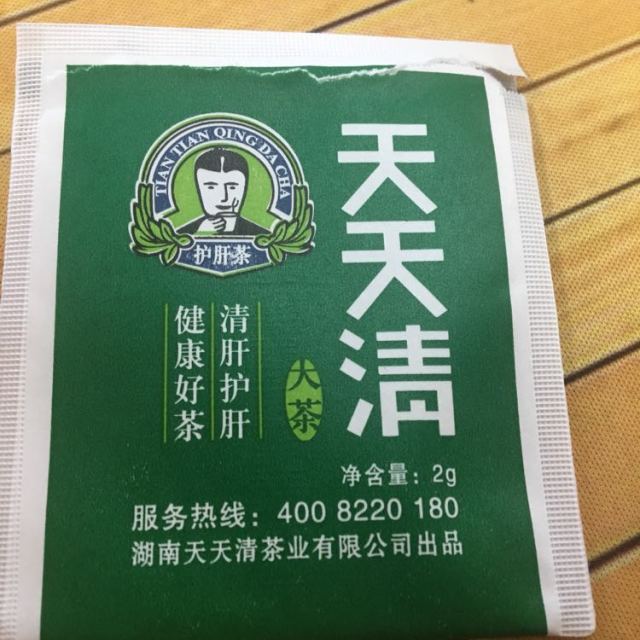 TIAN TIAN QING DA CHA
护肝茶
天天清
大茶
清肝护肝
健康好茶
净含量：2g
服务热线：400 8220 180
湖南天天清茶业有限公司出品